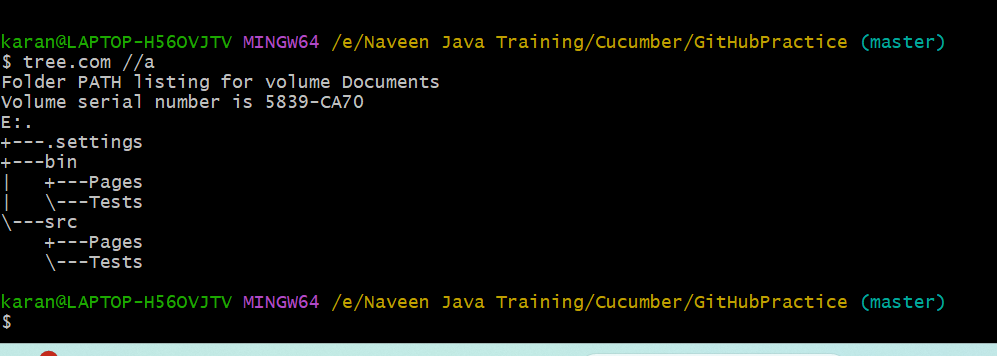 karan@LAPTOP-H56OVJTV MINGW64 /e/Naveen Java Training/Cucumber/GitHubPractice (master)
$ tree.com //a
Folder PATH listing for volume Documents
Volume serial number is 5839-CA70
E:.
+---.settings
+---bin
|   +---Pages
|   \---Tests
\---src
    +---Pages
    \---Tests
karan@LAPTOP-H56OVJTV MINGW64 /e/Naveen Java Training/Cucumber/GitHubPractice (master)
$